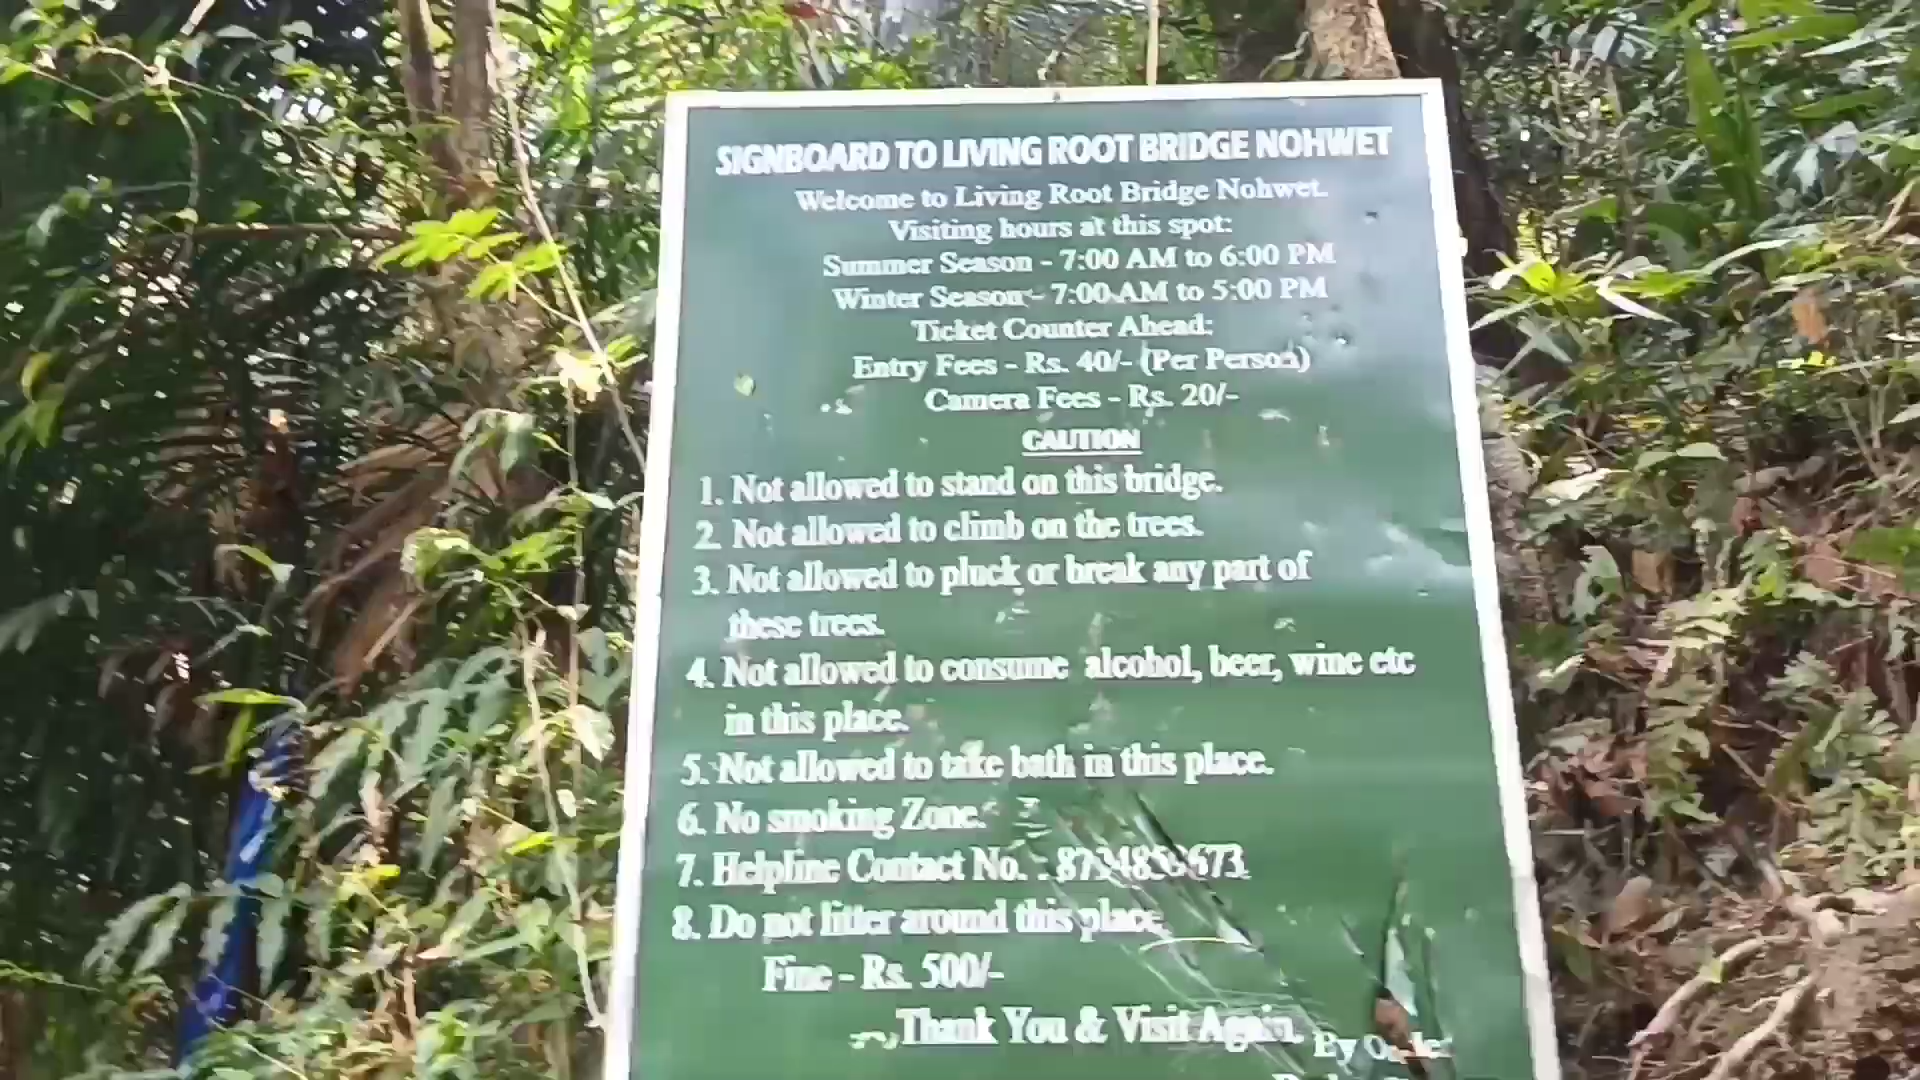 SIGNBOARD TO LIVING ROOT BRIDGE NOHWET
Welcome to Living Root Bridge Nohwet.
Visiting hours at this spot:
Summer Season - 7:00 AM to 6:00 PM
Winter Season - 7:00 AM to 5:00 PM
Ticket Counter Ahead:
Entry Fees - Rs. 40/- (Per Person)
Camera Fees - Rs. 20/-
CAUTION
1. Not allowed to stand on this bridge.
2. Not allowed to climb on the trees.
3. Not allowed to pluck or break any part of
these trees.
4. Not allowed to consume alcohol, beer, wine etc
in this place.
5. Not allowed to take bath in this place.
6. No smoking Zone.
7. Helpline Contact No. :
8. Do not litter around this place.
Fine - Rs. 500/-
Thank You & Visit Again.
By